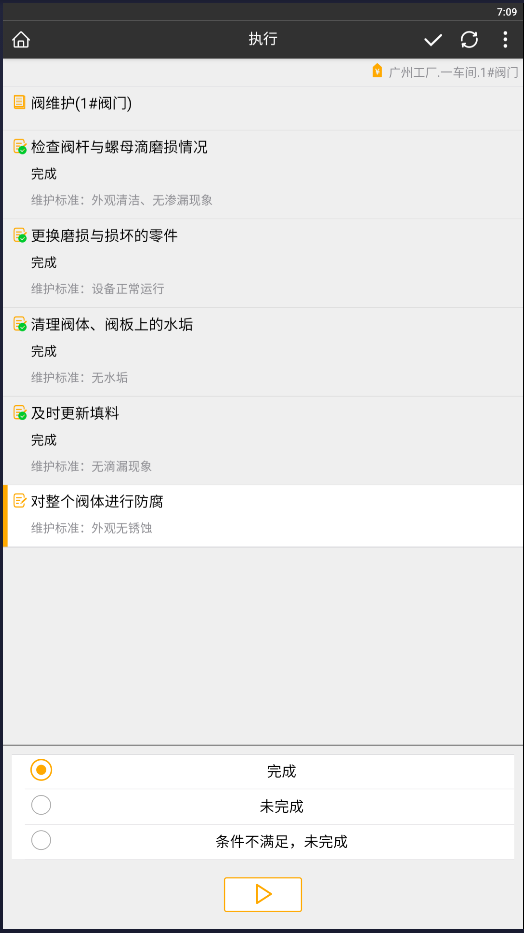 7:09
执行
广州工厂.一车间.1#阀门
阀维护(1#阀门)
检查阀杆与螺母滴磨损情况
完成
维护标准：外观清洁、无渗漏现象
更换磨损与损坏的零件
完成
维护标准：设备正常运行
清理阀体、阀板上的水垢
完成
维护标准：无水垢
及时更新填料
完成
维护标准：无滴漏现象
对整个阀体进行防腐
维护标准：外观无锈蚀
完成
未完成
条件不满足，未完成